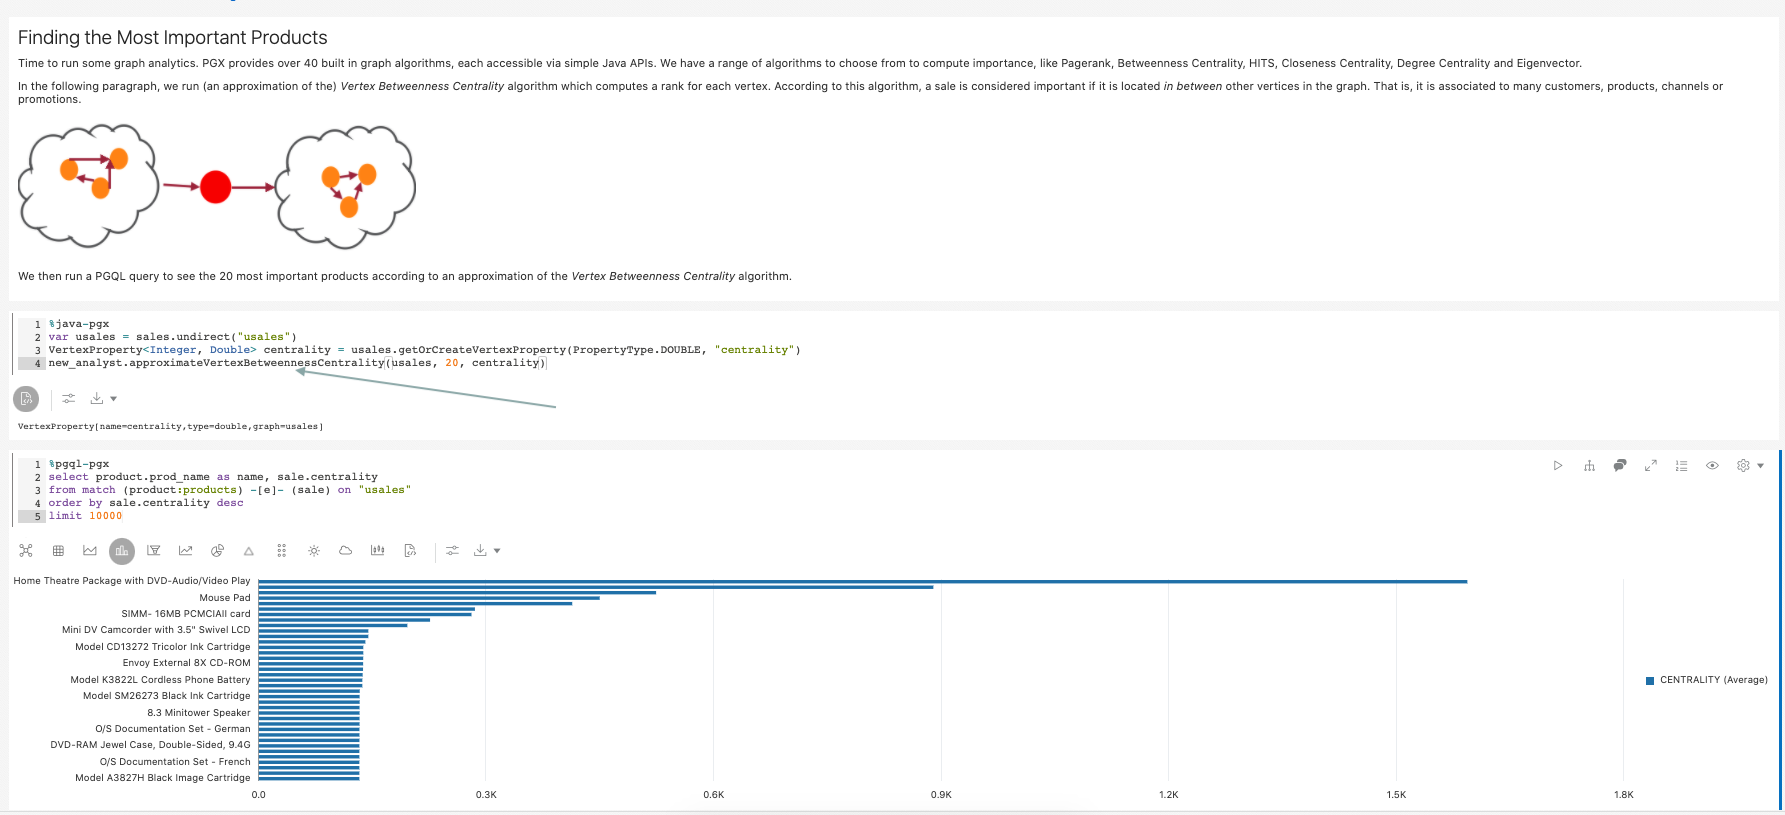 Finding the Most Important Products
Time to run some graph analytics. PGX provides over 40 built in graph algorithms, each accessible via simple Java APIs. We have a range of algorithms to choose from to compute importance, like Pagerank, Betweenness Centrality, HITS, Closeness Centrality, Degree Centrality and Eigenvector.
In the following paragraph, we run (an approximation of the) Vertex Betweenness Centrality algorithm which computes a rank for each vertex. According to this algorithm, a sale is considered important if it is located in between other vertices in the graph. That is, it is associated to many customers, products, channels or
promotions.
We then run a PGQL query to see the 20 most important products according to an approximation of the Vertex Betweenness Centrality algorithm.
1 %java-pgx
2 var usales = sales.undirect("usales")
3 VertexProperty<Integer, Double> centrality = usales.getOrCreateVertexProperty(PropertyType.DOUBLE, "centrality")
4 new_analyst.approximateVertexBetweennessCentrality(usales, 20, centrality)
VertexProperty[name=centrality,type=double,graph=usales]
1 %pgql-pgx
2 select product.prod_name as name, sale.centrality
3 from match (product:products) -[e]- (sale) on "usales"
4 order by sale.centrality desc
5 limit 10000
Home Theatre Package with DVD-Audio/Video Play
Mouse Pad
SIMM- 16MB PCMCIAII card
Mini DV Camcorder with 3.5" Swivel LCD
Model CD13272 Tricolor Ink Cartridge
Envoy External 8X CD-ROM
Model K3822L Cordless Phone Battery
Model SM26273 Black Ink Cartridge
8.3 Minitower Speaker
O/S Documentation Set - German
DVD-RAM Jewel Case, Double-Sided, 9.4G
O/S Documentation Set - French
Model A3827H Black Image Cartridge
0.0 0.3K 0.6K 0.9K 1.2K 1.5K 1.8K
CENTRALITY (Average)